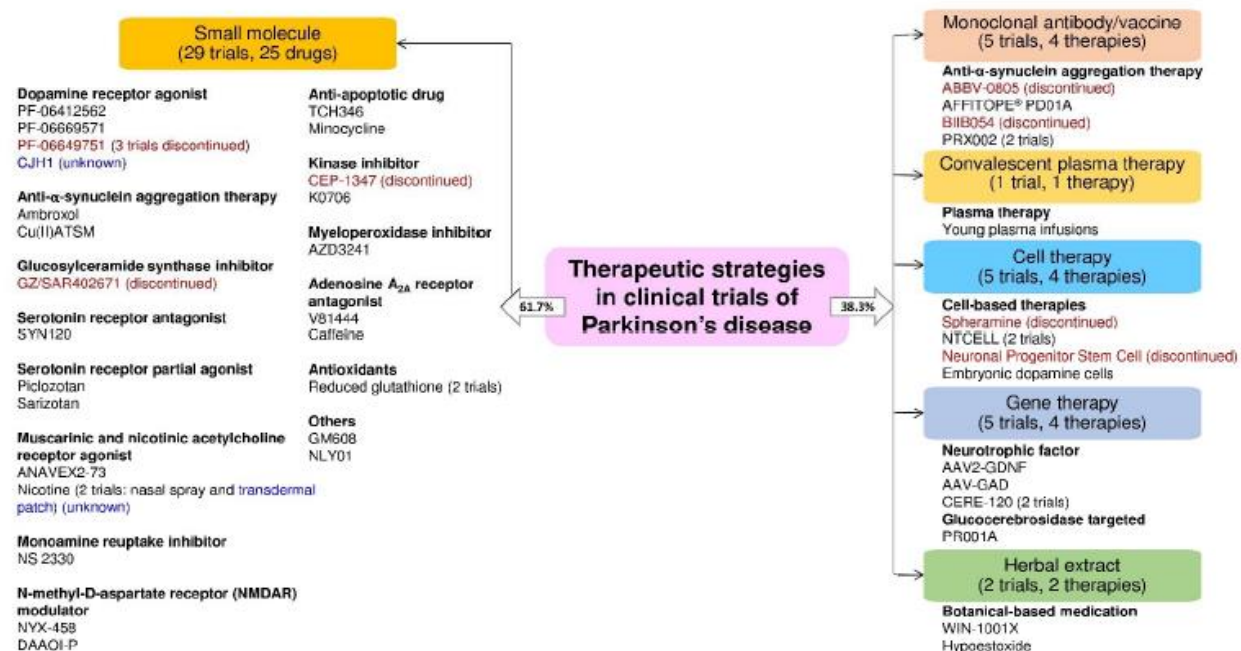 Small molecule
(29 trials, 25 drugs)
Dopamine receptor agonist
PF-06412562
PF-06669571
PF-06649751 (3 trials discontinued)
CJH1 (unknown)
Anti-α-synuclein aggregation therapy
Ambroxol
Cu(II)ATSM
Glucosylceramide synthase inhibitor
GZ/SAR402671 (discontinued)
Serotonin receptor antagonist
SYN120
Serotonin receptor partial agonist
Piclozotan
Sarizotan
Muscarinic and nicotinic acetylcholine
receptor agonist
ANAVEX2-73
Nicotine (2 trials: nasal spray and transdermal
patch) (unknown)
Monoamine reuptake inhibitor
NS 2330
N-methyl-D-aspartate receptor (NMDAR)
modulator
NYX-458
DAAOI-P
Anti-apoptotic drug
TCH346
Minocycline
Kinase inhibitor
CEP-1347 (discontinued)
K0706
Myeloperoxidase inhibitor
AZD3241
Adenosine A2A receptor
antagonist
V81444
Caffeine
Antioxidants
Reduced glutathione (2 trials)
Others
GM608
NLY01
61.7%
Therapeutic strategies
in clinical trials of
Parkinson's disease
38.3%
Monoclonal antibody/vaccine
(5 trials, 4 therapies)
Anti-α-synuclein aggregation therapy
ABBV-0805 (discontinued)
AFFITOPE® PD01A
BIIB054 (discontinued)
PRX002 (2 trials)
Convalescent plasma therapy
(1 trial, 1 therapy)
Plasma therapy
Young plasma infusions
Cell therapy
(5 trials, 4 therapies)
Cell-based therapies
Spheramine (discontinued)
NTCELL (2 trials)
Neuronal Progenitor Stem Cell (discontinued)
Embryonic dopamine cells
Gene therapy
(5 trials, 4 therapies)
Neurotrophic factor
AAV2-GDNF
AAV-GAD
CERE-120 (2 trials)
Glucocerebrosidase targeted
PR001A
Herbal extract
(2 trials, 2 therapies)
Botanical-based medication
WIN-1001X
Hypoestoxide